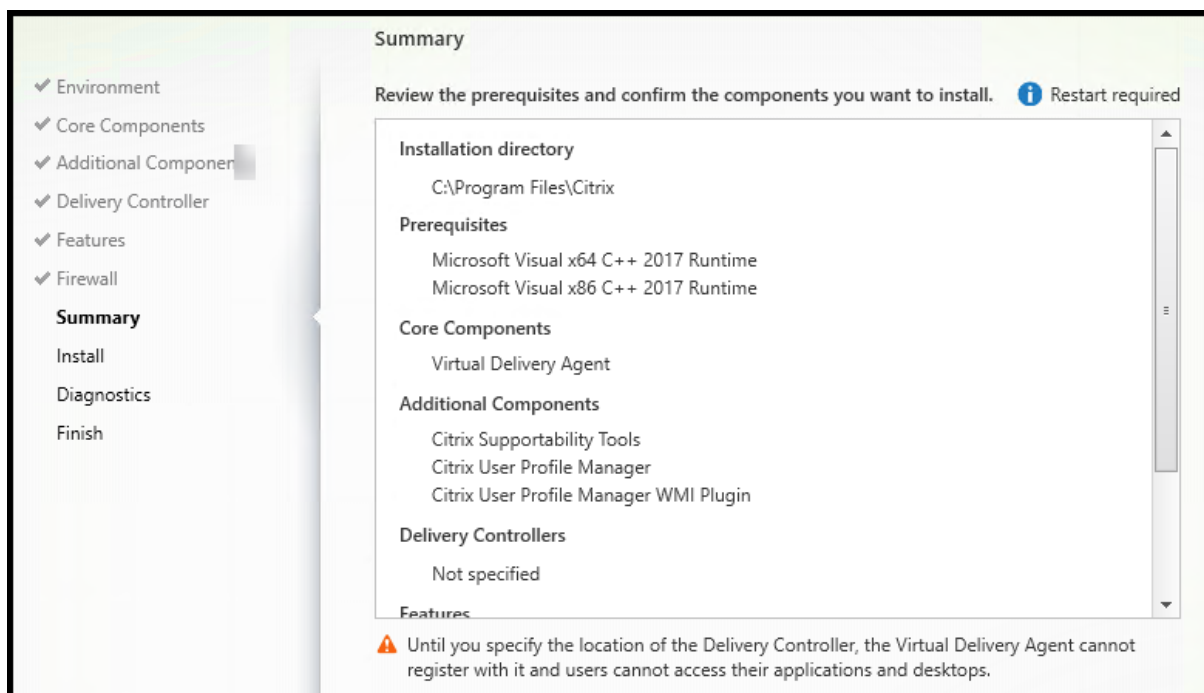 Summary
Environment
Core Components
Additional
Delivery Controller
Features
Firewall
Summary
Install
Diagnostics
Finish
Review the prerequisites and confirm the components you want to install.
Restart required
Installation directory
C:\Program Files\Citrix
Prerequisites
Microsoft Visual x64 C++ 2017 Runtime
Microsoft Visual x86 C++ 2017 Runtime
Core Components
Virtual Delivery Agent
Additional Components
Citrix Supportability Tools
Citrix User Profile Manager
Citrix User Profile Manager WMI Plugin
Delivery Controllers
Not specified
Features
Until you specify the location of the Delivery Controller, the Virtual Delivery Agent cannot
register with it and users cannot access their applications and desktops.